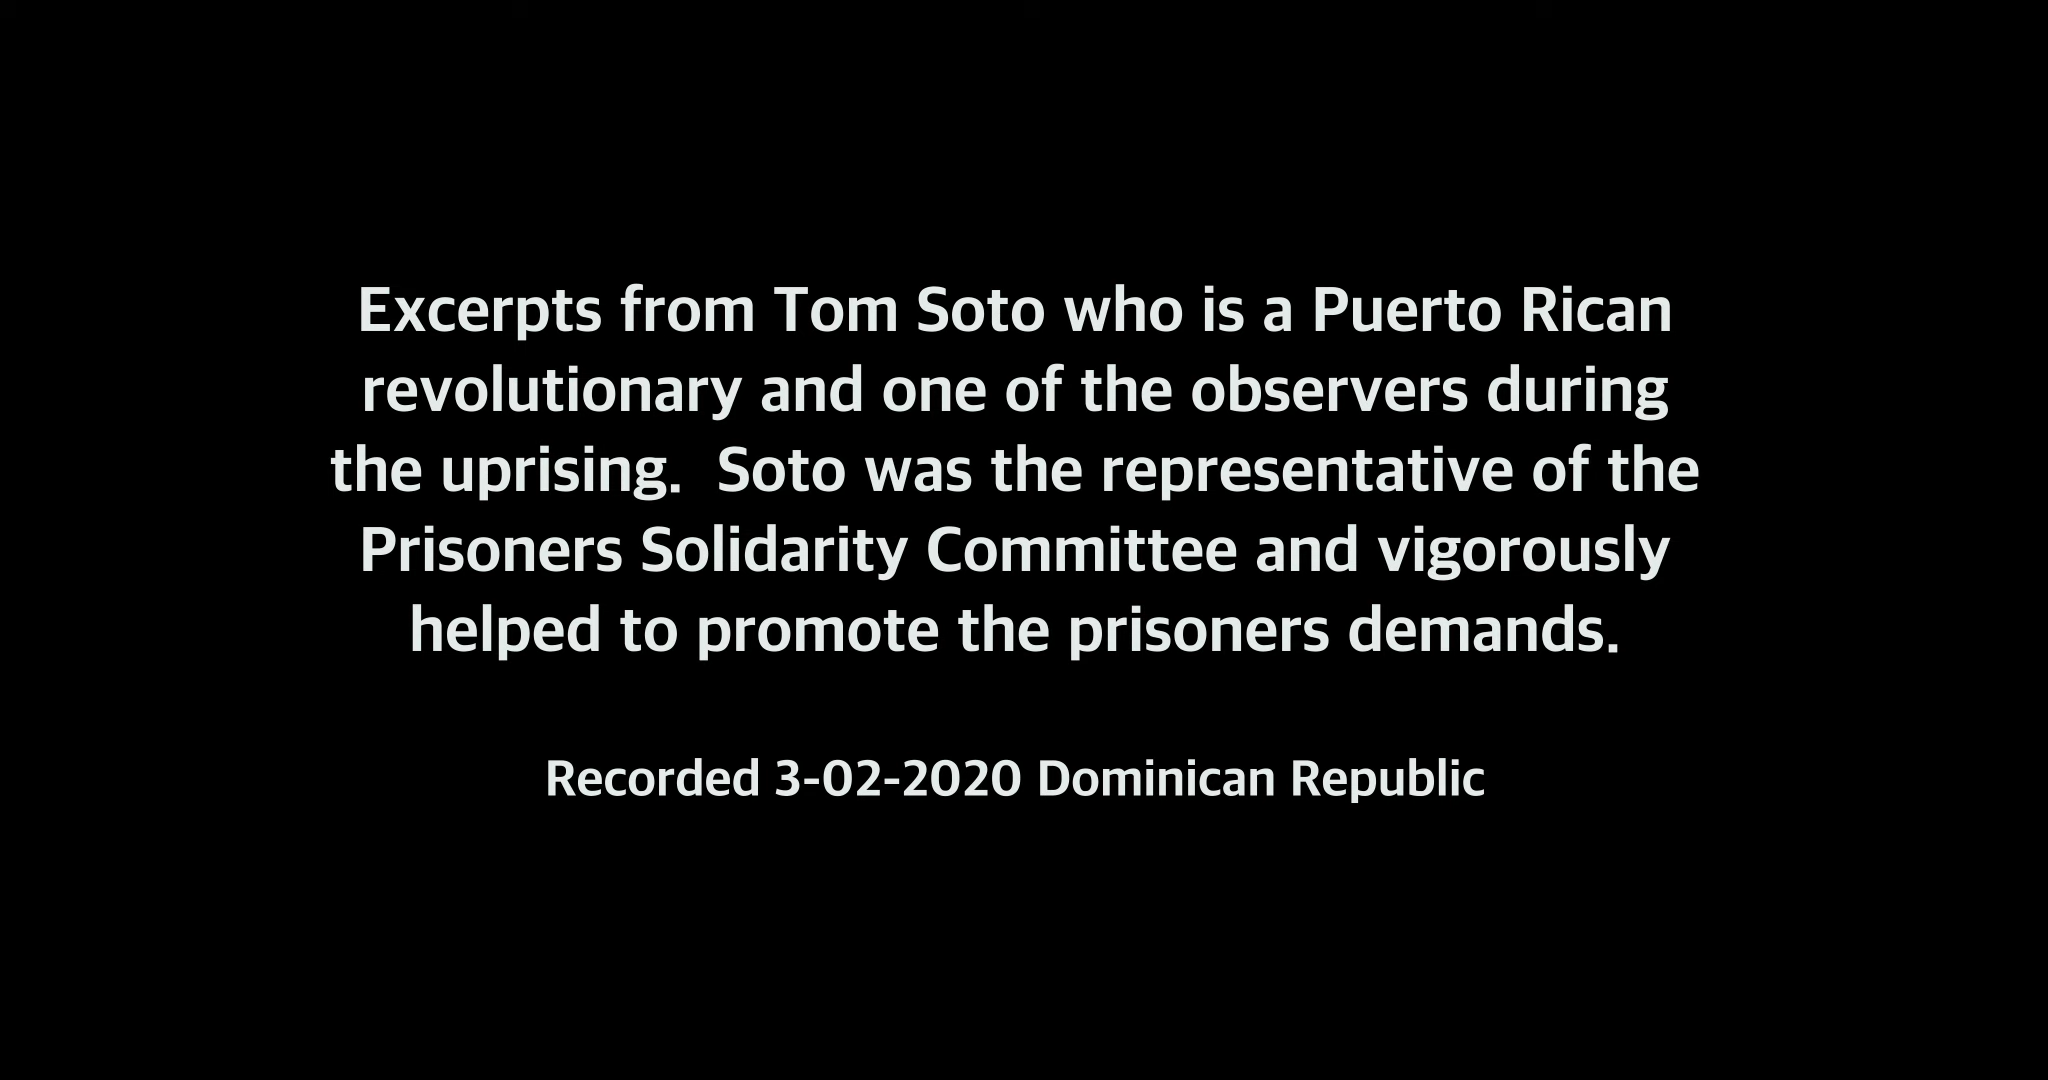 Excerpts from Tom Soto who is a Puerto Rican
revolutionary and one of the observers during
the uprising.  Soto was the representative of the
Prisoners Solidarity Committee and vigorously
helped to promote the prisoners demands.
Recorded 3-02-2020 Dominican Republic